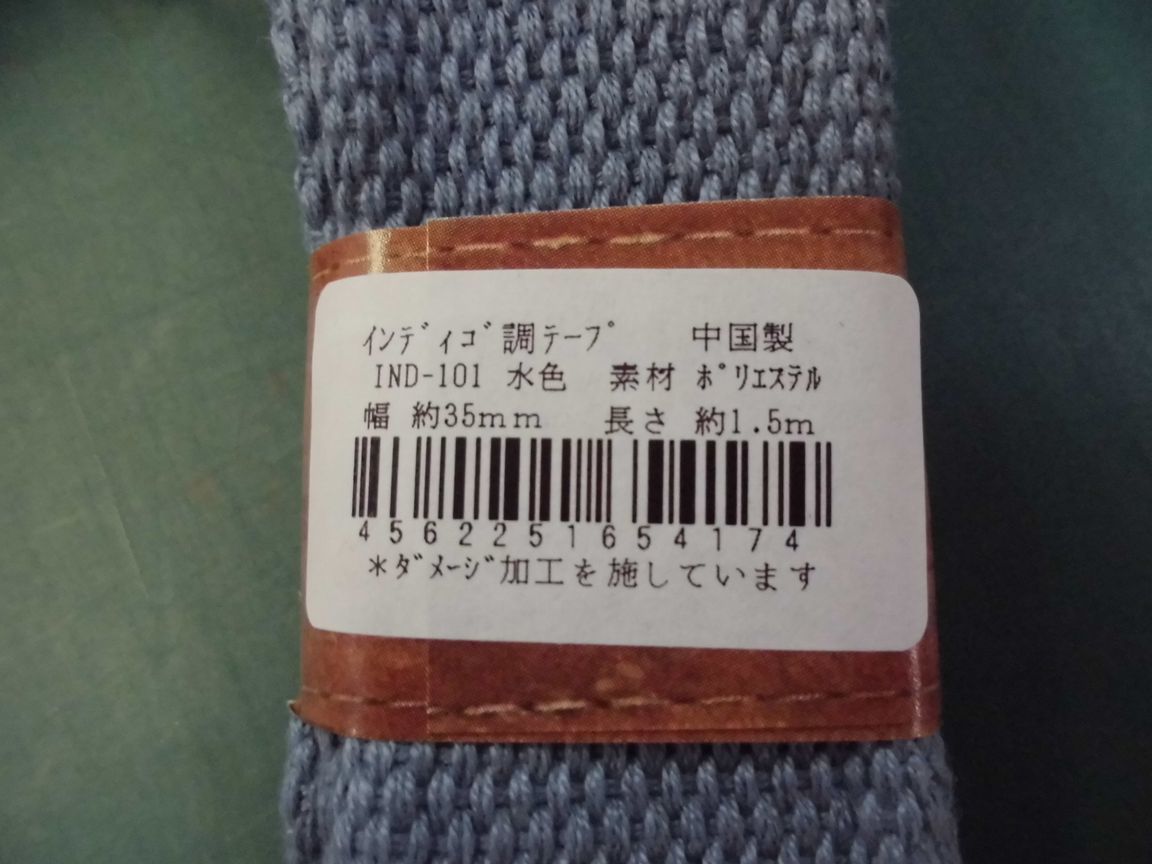 ｲﾝﾃﾞｨｺﾞ調ﾃｰﾌﾟ 中国製
IND-101 水色 素材 ﾎﾟﾘｴｽﾃﾙ
幅 約35mm 長さ 約1.5m
4562251654174
＊ﾀﾞﾒｰｼﾞ加工を施しています